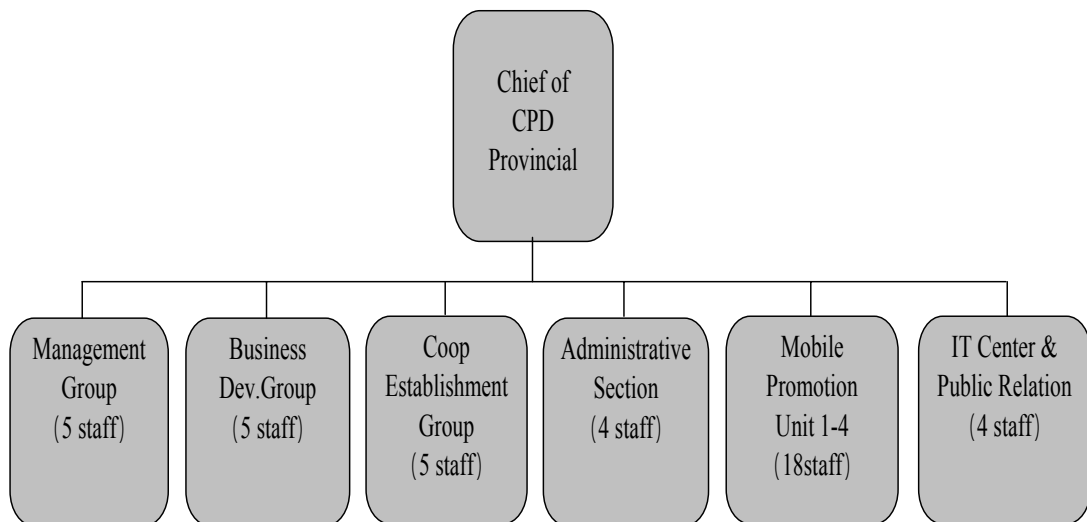 Chief of
CPD
Provincial
Management
Group
(5 staff)
Business
Dev.Group
(5 staff)
Coop
Establishment
Group
(5 staff)
Administrative
Section
(4 staff)
Mobile
Promotion
Unit 1-4
(18staff)
IT Center &
Public Relation
(4 staff)